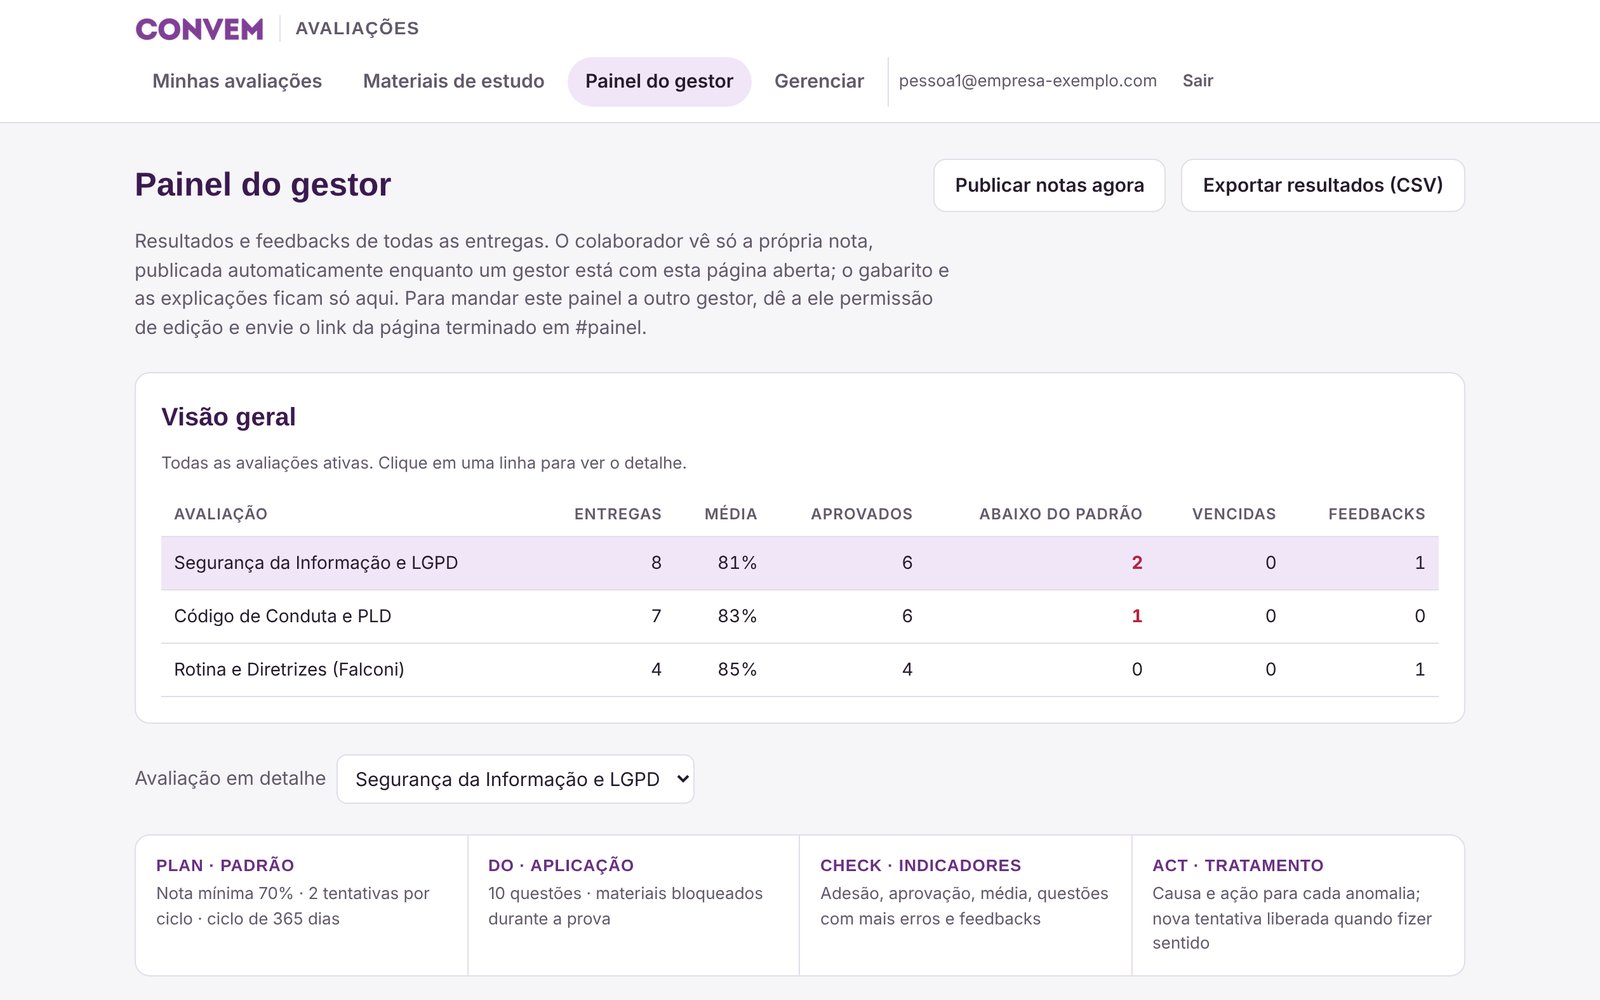 CONVEM AVALIAÇÕES
Minhas avaliações Materiais de estudo Painel do gestor Gerenciar pessoa1@empresa-exemplo.com Sair
Painel do gestor
Publicar notas agora Exportar resultados (CSV)
Resultados e feedbacks de todas as entregas. O colaborador vê só a própria nota,
publicada automaticamente enquanto um gestor está com esta página aberta; o gabarito e
as explicações ficam só aqui. Para mandar este painel a outro gestor, dê a ele permissão
de edição e envie o link da página terminado em #painel.
Visão geral
Todas as avaliações ativas. Clique em uma linha para ver o detalhe.
AVALIAÇÃO ENTREGAS MÉDIA APROVADOS ABAIXO DO PADRÃO VENCIDAS FEEDBACKS
Segurança da Informação e LGPD 8 81% 6 2 0 1
Código de Conduta e PLD 7 83% 6 1 0 0
Rotina e Diretrizes (Falconi) 4 85% 4 0 0 1
Avaliação em detalhe Segurança da Informação e LGPD
PLAN · PADRÃO
Nota mínima 70% · 2 tentativas por
ciclo · ciclo de 365 dias
DO · APLICAÇÃO
10 questões · materiais bloqueados
durante a prova
CHECK · INDICADORES
Adesão, aprovação, média, questões
com mais erros e feedbacks
ACT · TRATAMENTO
Causa e ação para cada anomalia;
nova tentativa liberada quando fizer
sentido